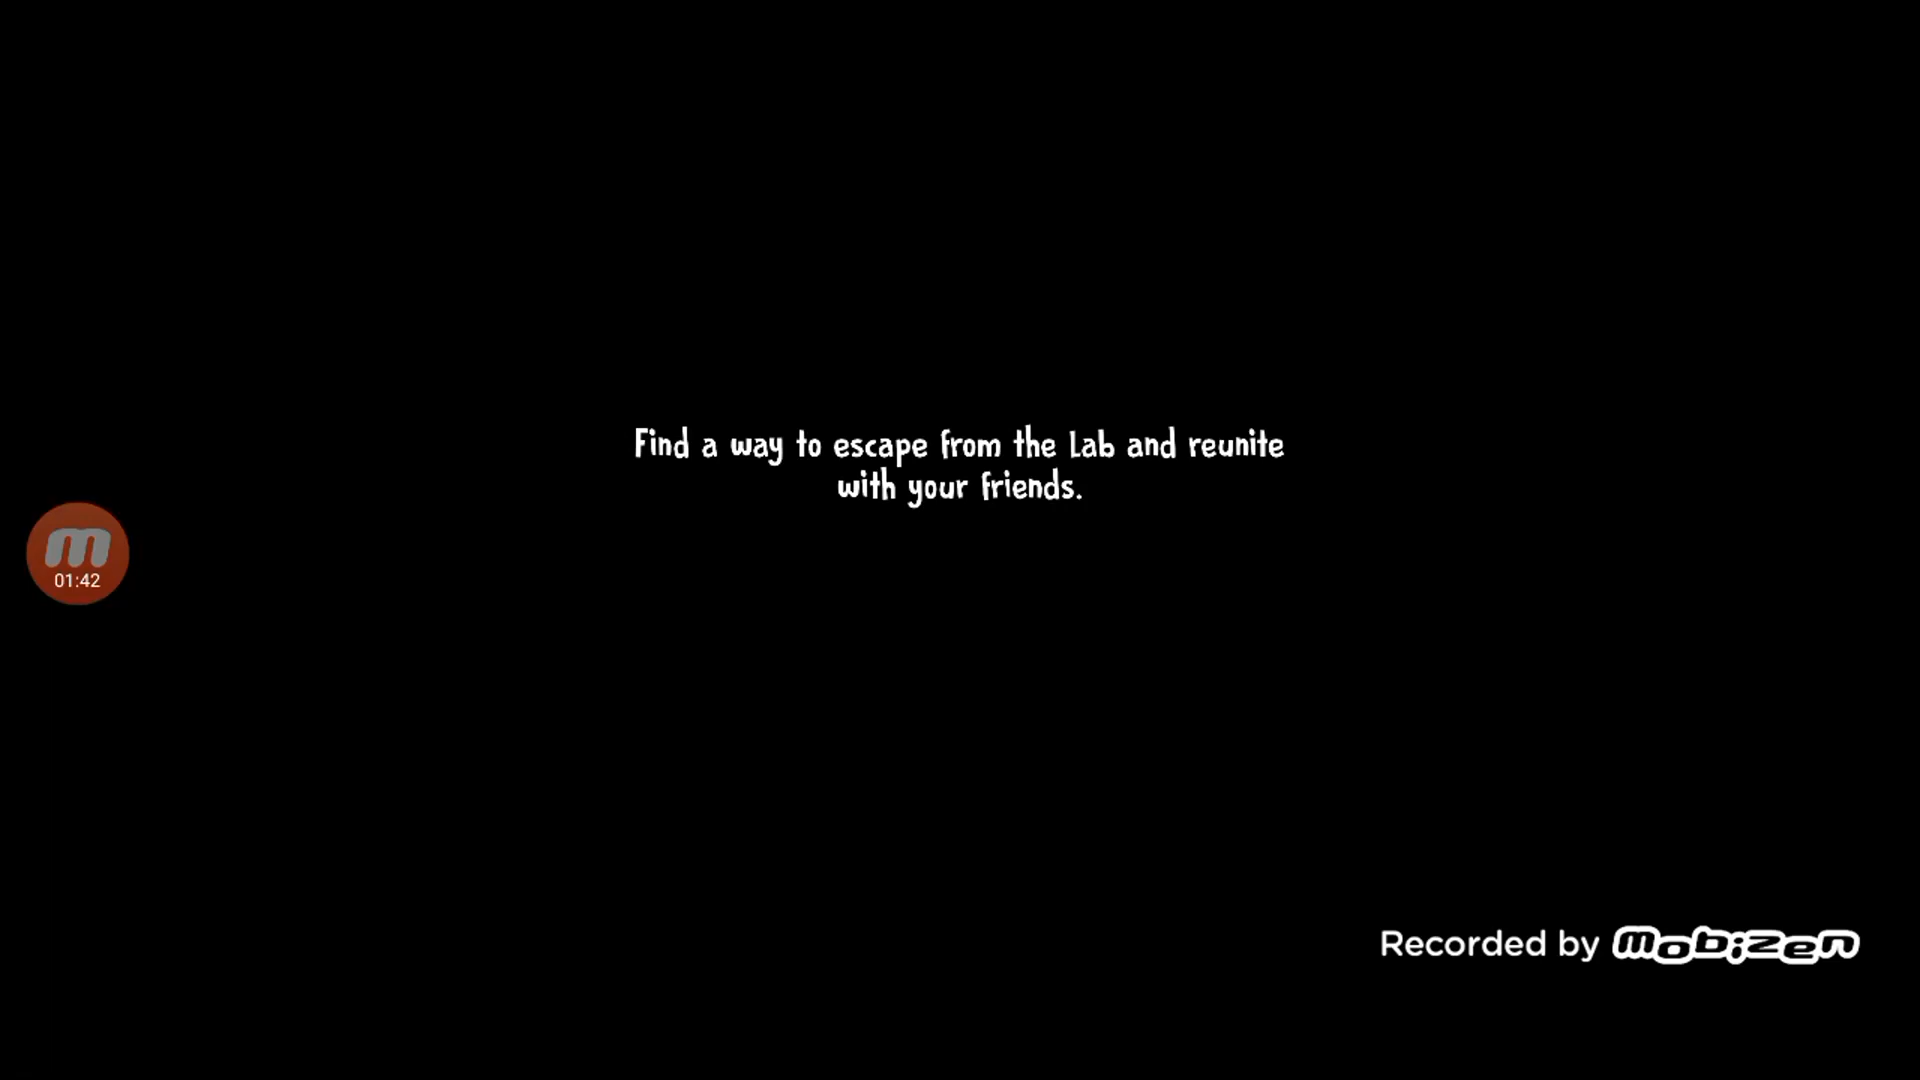 Find a way to escape from the Lab and reunite
with your friends.
m
01:42
Recorded by mobizen